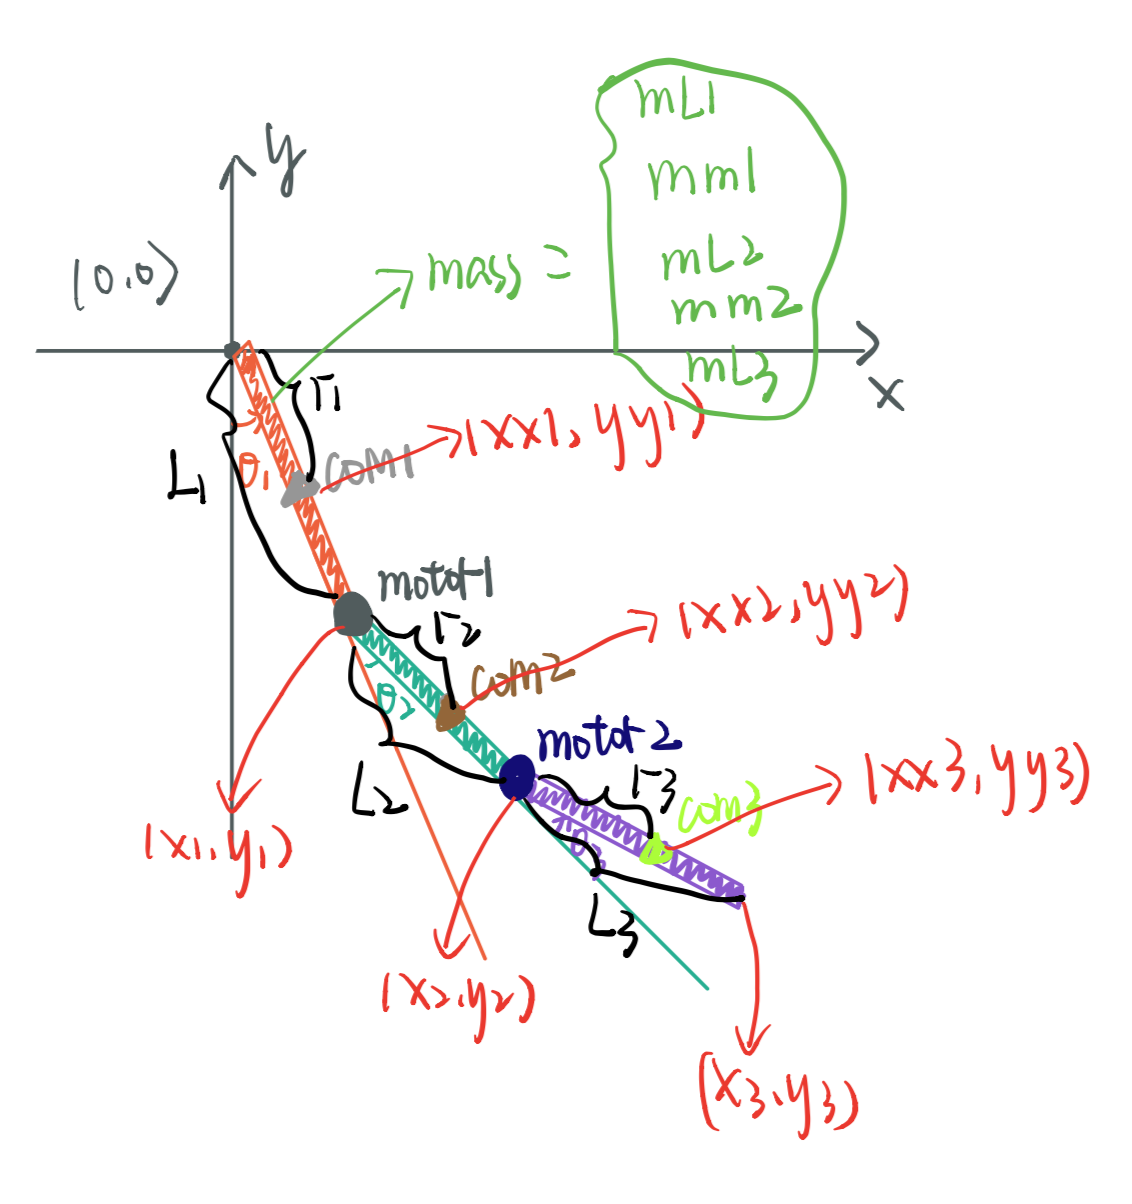 mL1
mm1
mL2
mm2
mL3
y
(0,0)
mass =
x
r1
(xx1, yy1)
com1
L1
θ1
motor1
r2
(xx2, yy2)
com2
θ2
motor2
L2
r3
(xx3, yy3)
com3
(x1, y1)
θ3
L3
(x2, y2)
(x3, y3)